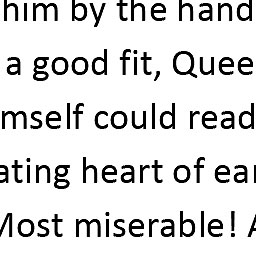 him by the hand
a good fit, Quee
mself could read
ating heart of ear
Most miserable! A